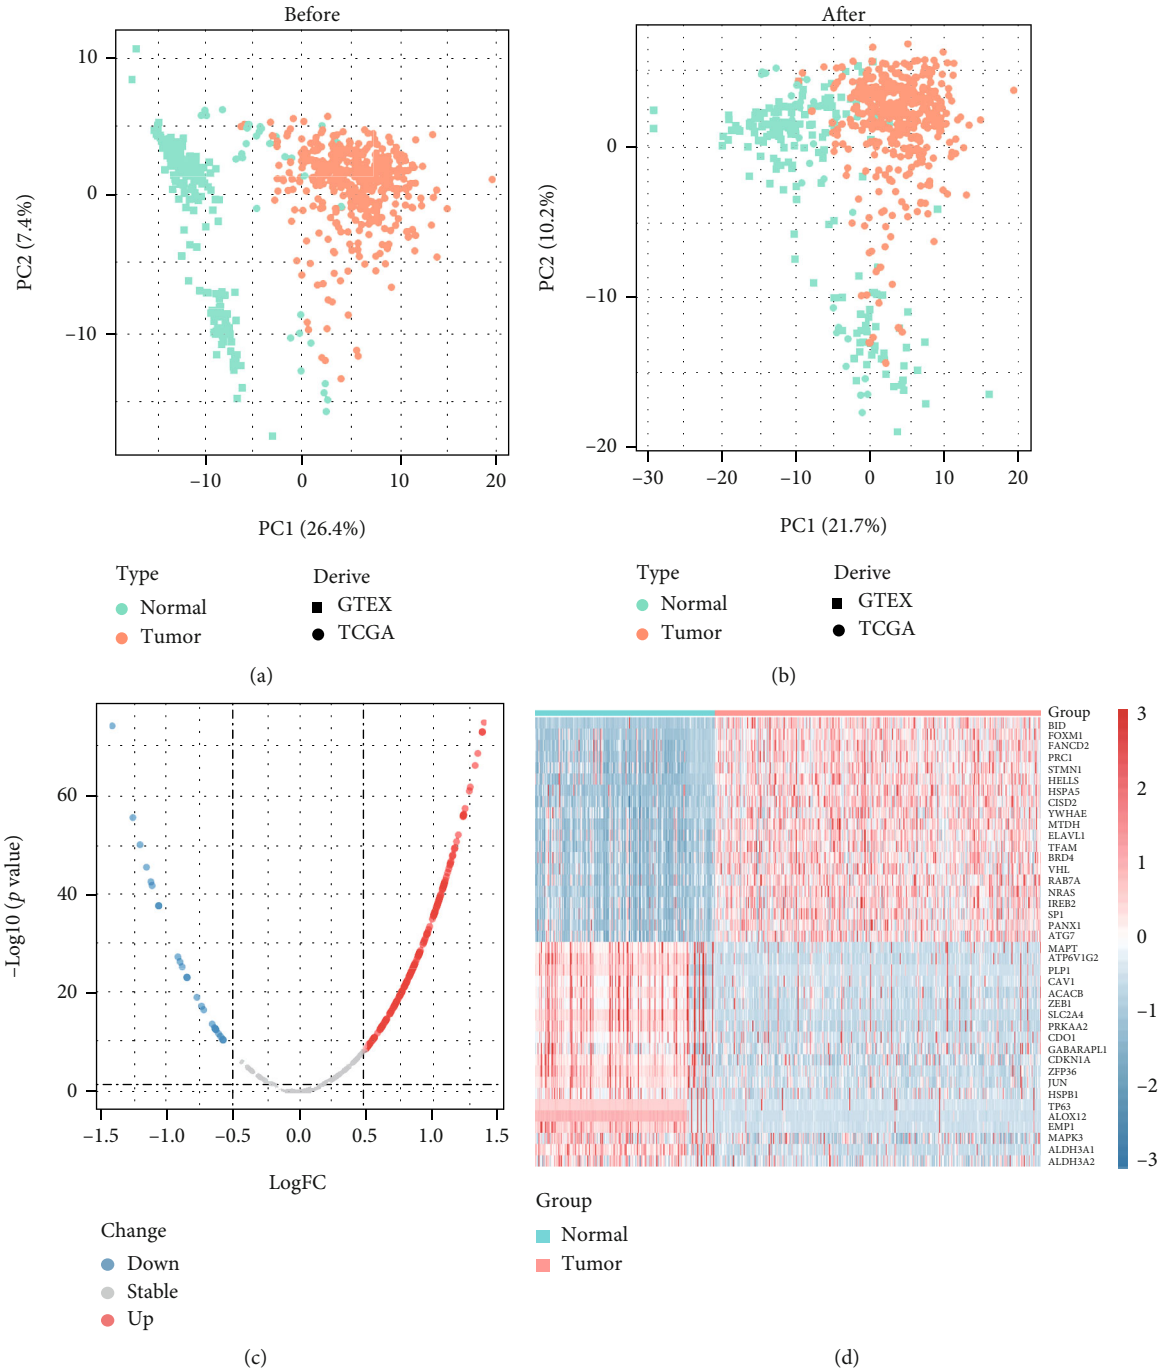 Before
10
0
−10
PC2 (7.4%)
−10
0
10
20
PC1 (26.4%)
Type
Normal
Tumor
Derive
GTEX
TCGA
(a)
After
0
−10
−20
PC2 (10.2%)
−30
−20
−10
0
10
20
PC1 (21.7%)
Type
Normal
Tumor
Derive
GTEX
TCGA
(b)
60
40
20
0
−Log10 (p value)
−1.5
−1.0
−0.5
0.0
0.5
1.0
1.5
LogFC
Change
Down
Stable
Up
(c)
Group
BID
FOXM1
FANCD2
PRC1
STMN1
HELLS
HSPA5
CISD2
YWHAE
MTDH
ELAVL1
TFAM
BRD4
VHL
RAB7A
NRAS
IREB2
SP1
PANX1
ATG7
MAPT
ATP6V1G2
PLP1
CAV1
ACACB
ZEB1
SLC2A4
PRKAA2
CDO1
GABARAPL1
CDKN1A
ZFP36
JUN
HSPB1
TP63
ALOX12
EMP1
MAPK3
ALDH3A1
ALDH3A2
3
2
1
0
−1
−2
−3
Group
Normal
Tumor
(d)